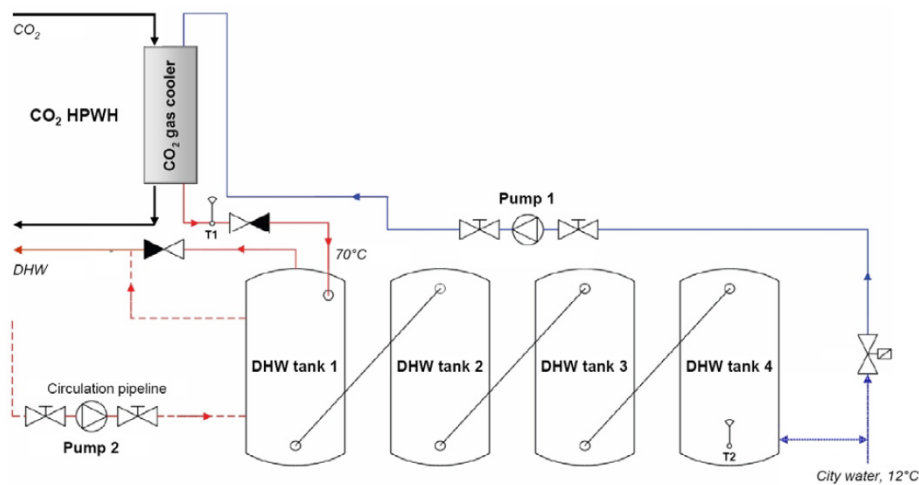 CO₂
CO₂ HPWH
CO₂ gas cooler
T1
70°C
Pump 1
DHW
DHW tank 1
DHW tank 2
DHW tank 3
DHW tank 4
Circulation pipeline
Pump 2
T2
City water, 12°C